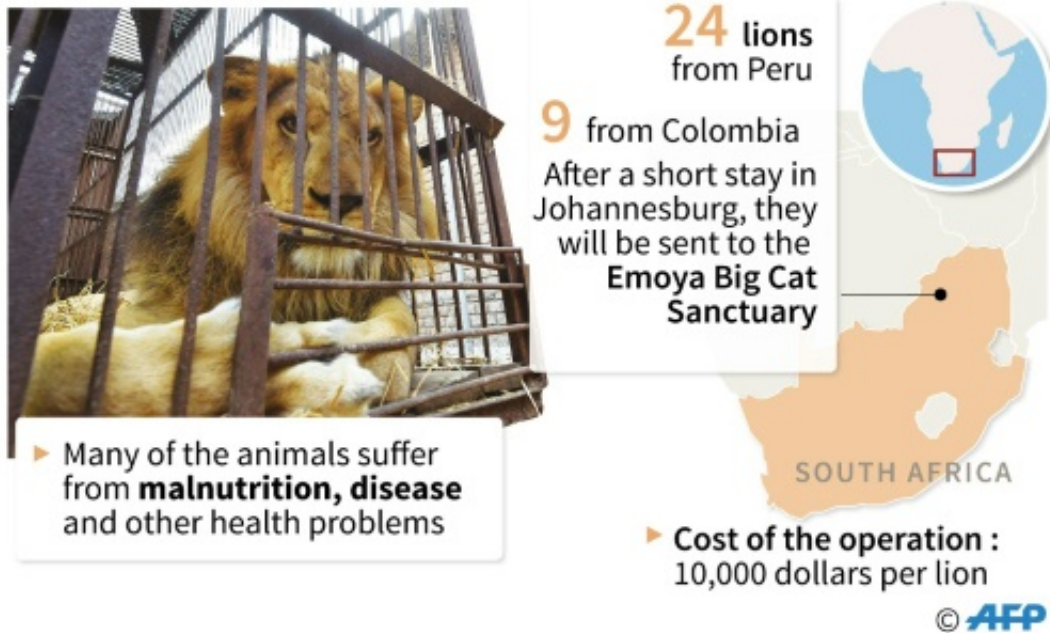 24 lions
from Peru
9 from Colombia
After a short stay in
Johannesburg, they
will be sent to the
Emoya Big Cat
Sanctuary
▸ Many of the animals suffer
from malnutrition, disease
and other health problems
SOUTH AFRICA
▸ Cost of the operation :
10,000 dollars per lion
© AFP